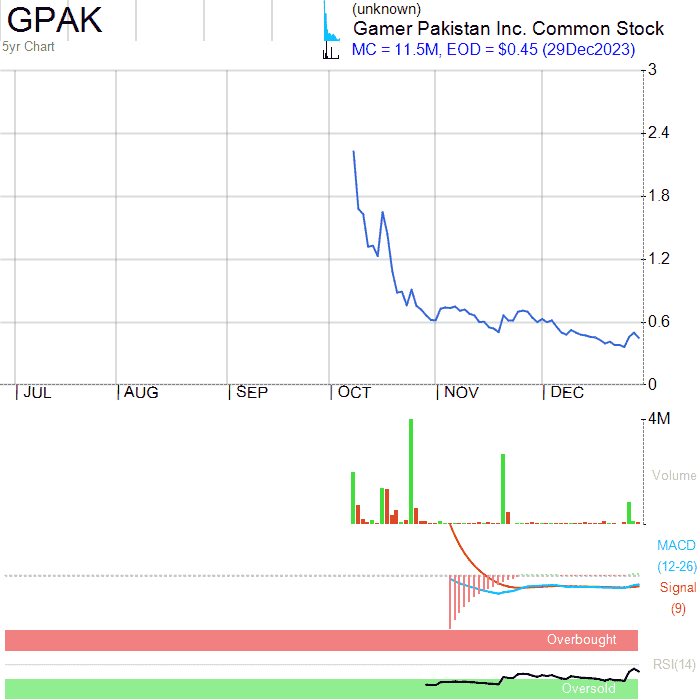 GPAK
(unknown)
Gamer Pakistan Inc. Common Stock
5yr Chart
MC = 11.5M, EOD = $0.45 (29Dec2023)
3
2.4
1.8
1.2
0.6
0
JUL AUG SEP OCT NOV DEC
4M
Volume
MACD
(12-26)
Signal
(9)
Overbought
RSI(14)
Oversold